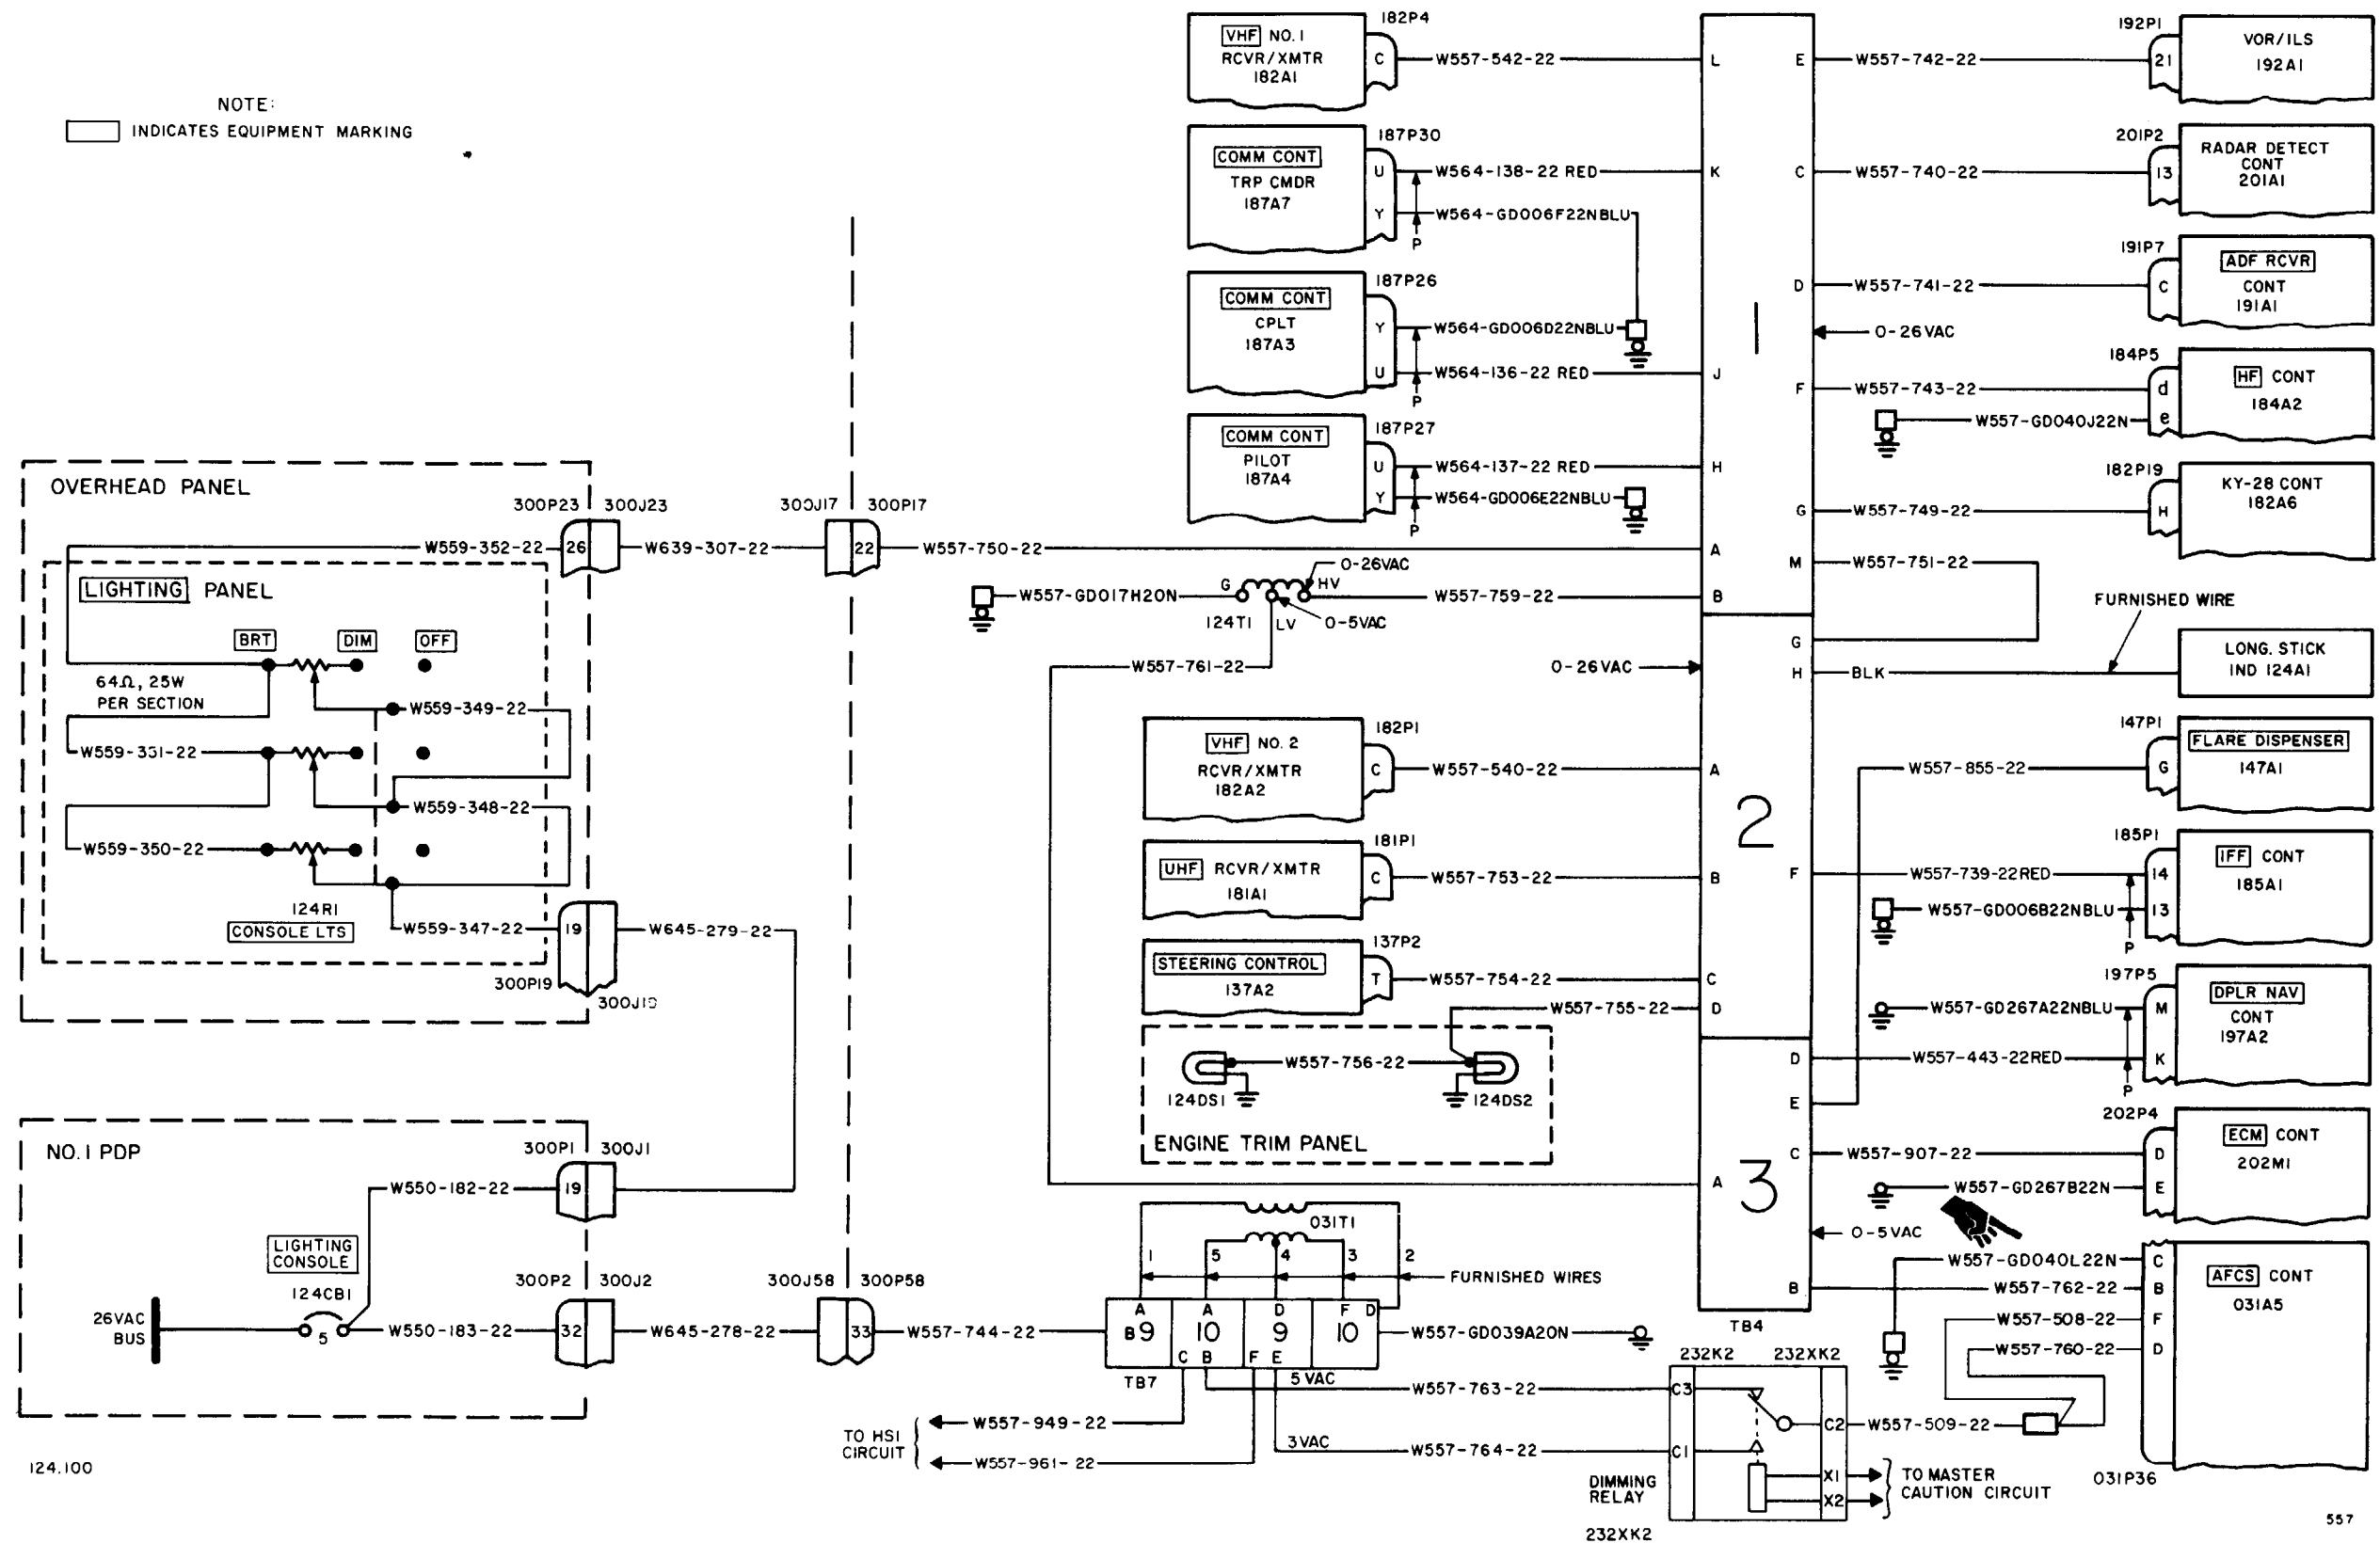 NOTE:
INDICATES EQUIPMENT MARKING
OVERHEAD PANEL
300P23
300J23
300J17
300P17
W559-352-22
26
W639-307-22
22
W557-750-22
LIGHTING PANEL
BRT
DIM
OFF
64Ω, 25W
PER SECTION
W559-349-22
W559-331-22
W559-348-22
W559-350-22
124R1
CONSOLE LTS
W559-347-22
19
W645-279-22
300P19
300J19
NO. 1 PDP
300P1
300J1
W550-182-22
19
LIGHTING
CONSOLE
124CB1
300P2
300J2
300J58
300P58
26VAC
BUS
5
W550-183-22
32
W645-278-22
33
W557-744-22
124.100
182P4
VHF NO. 1
RCVR/XMTR
182A1
C
W557-542-22
L
187P30
COMM CONT
TRP CMDR
187A7
U
W564-138-22 RED
K
Y
W564-GD006F22NBLU
P
187P26
COMM CONT
CPLT
187A3
Y
W564-GD006D22NBLU
U
W564-136-22 RED
J
P
187P27
COMM CONT
PILOT
187A4
U
W564-137-22 RED
H
Y
W564-GD006E22NBLU
P
A
0-26VAC
W557-GD017H20N
G
HV
W557-759-22
B
124T1
LV
0-5VAC
W557-761-22
0-26VAC
182P1
VHF NO. 2
RCVR/XMTR
182A2
C
W557-540-22
A
181P1
UHF RCVR/XMTR
181A1
C
W557-753-22
B
137P2
STEERING CONTROL
137A2
T
W557-754-22
C
W557-755-22
D
W557-756-22
124DS1
124DS2
ENGINE TRIM PANEL
A
1
2
3
TB4
E
W557-742-22
192P1
21
VOR/ILS
192A1
C
W557-740-22
201P2
13
RADAR DETECT
CONT
201A1
D
W557-741-22
191P7
C
ADF RCVR
CONT
191A1
0-26VAC
F
W557-743-22
184P5
d
HF CONT
184A2
W557-GD040J22N
e
G
W557-749-22
182P19
H
KY-28 CONT
182A6
M
W557-751-22
FURNISHED WIRE
G
H
BLK
LONG. STICK
IND 124A1
147P1
W557-855-22
G
FLARE DISPENSER
147A1
F
W557-739-22RED
185P1
14
IFF CONT
185A1
W557-GD006B22NBLU
13
P
197P5
W557-GD267A22NBLU
M
DPLR NAV
CONT
197A2
D
W557-443-22RED
K
P
E
202P4
C
W557-907-22
D
ECM CONT
202M1
W557-GD267B22N
E
0-5VAC
W557-GD040L22N
C
AFCS CONT
031A5
B
W557-762-22
B
W557-508-22
F
W557-760-22
D
031P36
031T1
1
5
4
3
2
FURNISHED WIRES
A
A
D
F
D
B
9
10
9
10
W557-GD039A20N
C
B
F
E
TB7
5 VAC
W557-763-22
3VAC
W557-764-22
TO HSI
CIRCUIT
W557-949-22
W557-961-22
232K2
232XK2
C3
C2
W557-509-22
C1
X1
X2
TO MASTER
CAUTION CIRCUIT
DIMMING
RELAY
232XK2
557